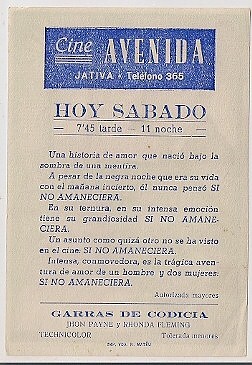 Cine AVENIDA
JATIVA - Teléfono 365
HOY SABADO
7'45 tarde — 11 noche —
Una historia de amor que nació bajo la
sombra de una mentira.
A pesar de la negra noche que era su vida
con el mañana incierto, él nunca pensó SI
NO AMANECIERA.
En su ternura, en su intensa emoción
tiene su grandiosidad SI NO AMANE-
CIERA.
Un asunto como quizá otro no se ha visto
en el cine: SI NO AMANECIERA.
Intensa, conmovedora, es la trágica aven-
tura de amor de un hombre y dos mujeres:
SI NO AMANECIERA.
Autorizada mayores
GARRAS DE CODICIA
JHON PAYNE y RHONDA FLEMING
TECHNICOLOR Tolerada menores